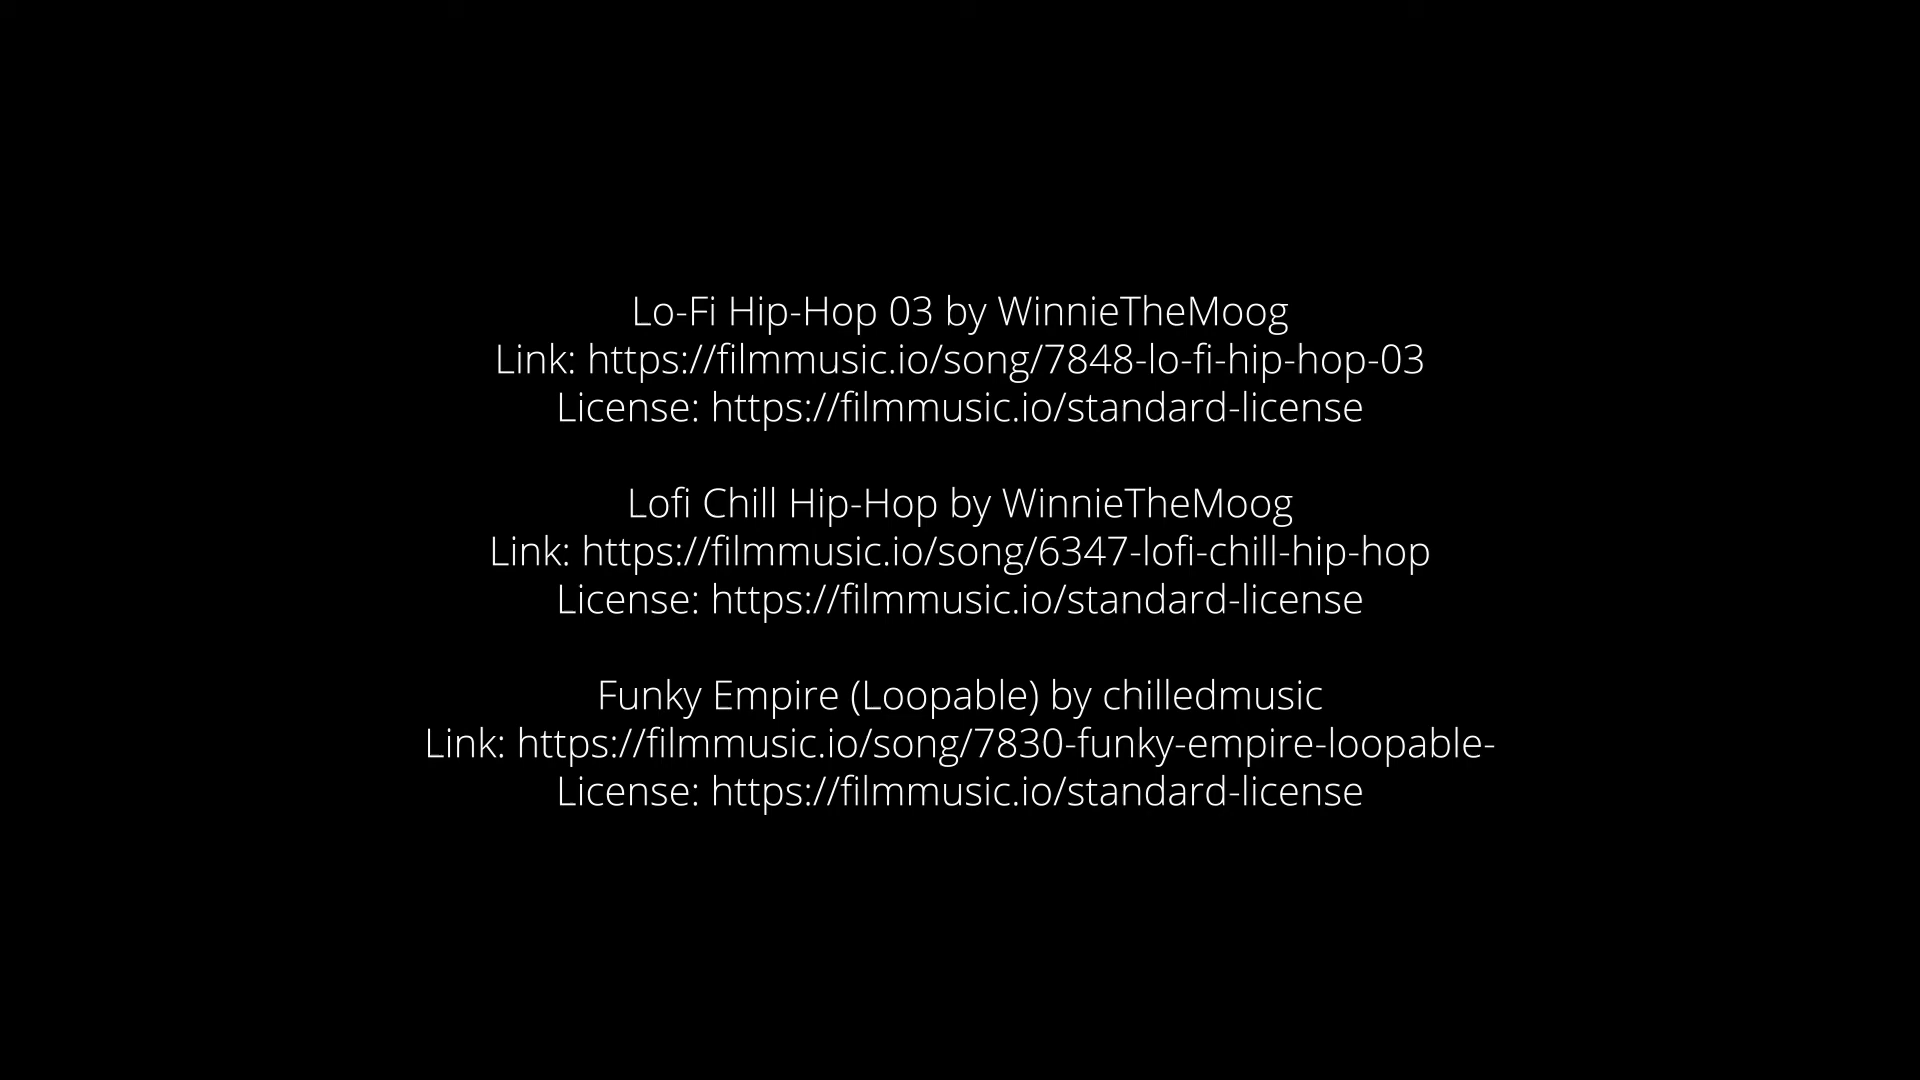 Lo-Fi Hip-Hop 03 by WinnieTheMoog
Link: https://filmmusic.io/song/7848-lo-fi-hip-hop-03
License: https://filmmusic.io/standard-license
Lofi Chill Hip-Hop by WinnieTheMoog
Link: https://filmmusic.io/song/6347-lofi-chill-hip-hop
License: https://filmmusic.io/standard-license
Funky Empire (Loopable) by chilledmusic
Link: https://filmmusic.io/song/7830-funky-empire-loopable-
License: https://filmmusic.io/standard-license